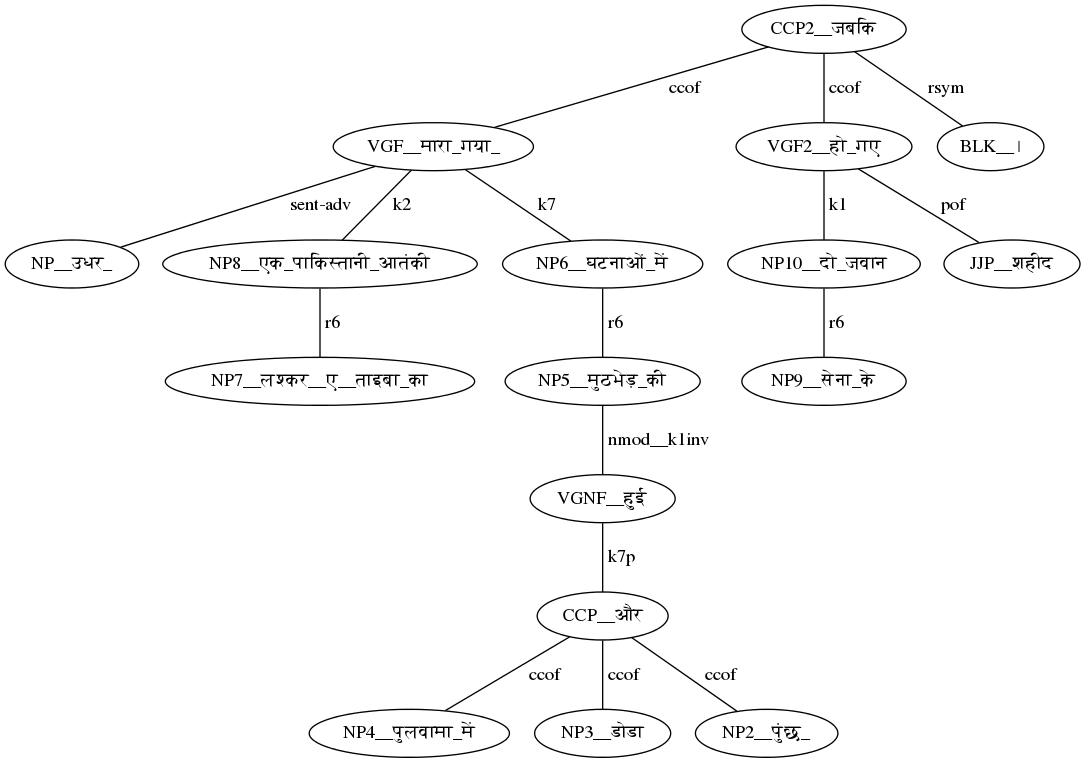 CCP2__जबकि
ccof ccof rsym
VGF__मारा_गया_ VGF2__हो_गए BLK__।
sent-adv k2 k7 k1 pof
NP__उधर_ NP8__एक_पाकिस्तानी_आतंकी NP6__घटनाओं_में NP10__दो_जवान JJP__शहीद
r6 r6 r6
NP7__लश्कर__ए__ताइबा_का NP5__मुठभेड़_की NP9__सेना_के
nmod__k1inv
VGNF__हुई
k7p
CCP__और
ccof ccof ccof
NP4__पुलवामा_में NP3__डोडा NP2__पुंछ_